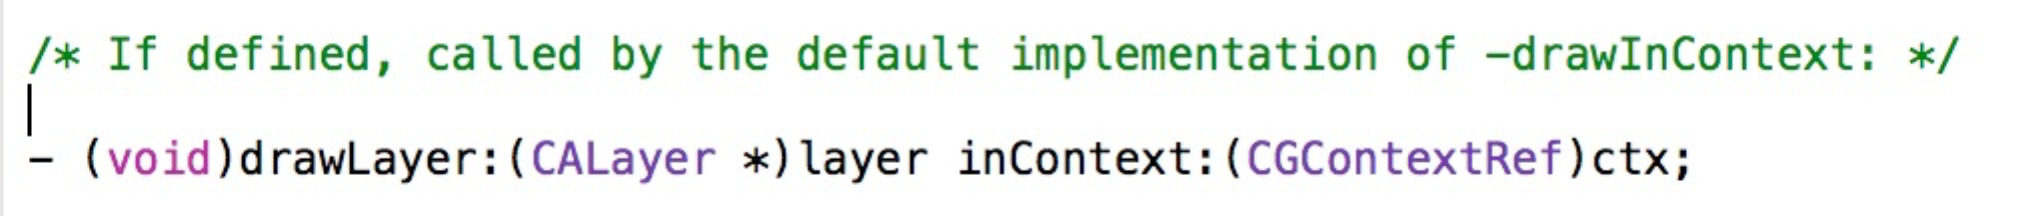 /* If defined, called by the default implementation of -drawInContext: */
- (void)drawLayer:(CALayer *)layer inContext:(CGContextRef)ctx;